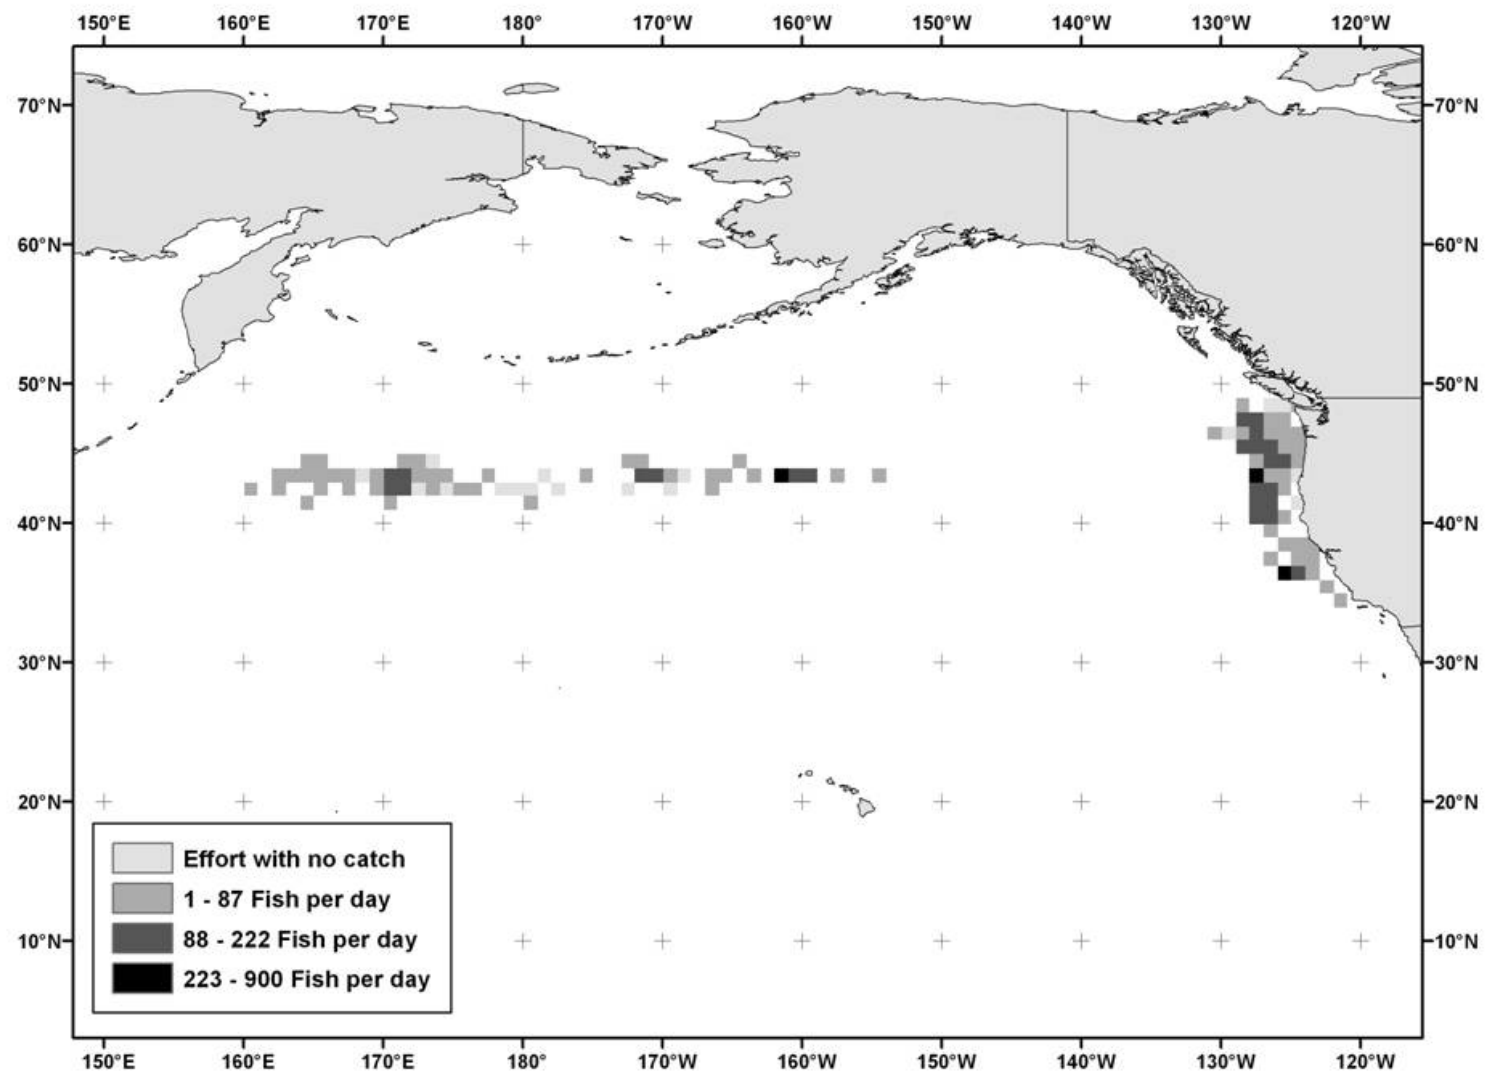 150°E 160°E 170°E 180° 170°W 160°W 150°W 140°W 130°W 120°W
70°N 70°N
60°N 60°N
50°N 50°N
40°N 40°N
30°N 30°N
20°N 20°N
10°N 10°N
Effort with no catch
1 - 87 Fish per day
88 - 222 Fish per day
223 - 900 Fish per day
150°E 160°E 170°E 180° 170°W 160°W 150°W 140°W 130°W 120°W